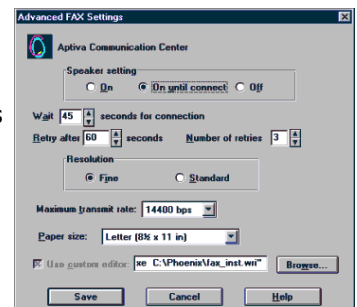 Advanced FAX Settings
Aptiva Communication Center
Speaker setting
On On until connect Off
s
Wait 45 seconds for connection
Retry after 60 seconds Number of retries 3
Resolution
Fine Standard
Maximum transmit rate: 14400 bps
Paper size: Letter (8½ x 11 in)
Use custom editor: xe C:\Phoenix\fax_inst.wri"
Browse...
Save Cancel Help